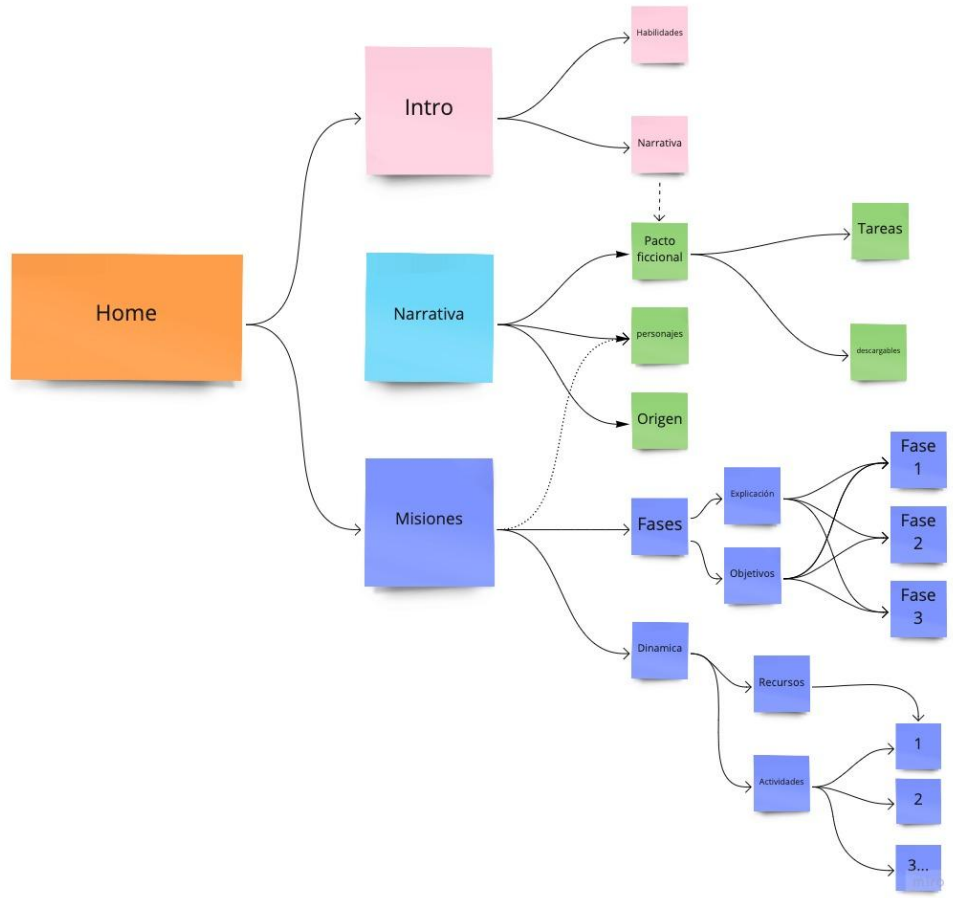 Habilidades
Intro
Narrativa
Tareas
Pacto
ficcional
Home
Narrativa
personajes
descargables
Origen
Fase
1
Explicación
Misiones
Fases
Fase
2
Objetivos
Fase
3
Dinamica
Recursos
1
Actividades
2
3...
miro